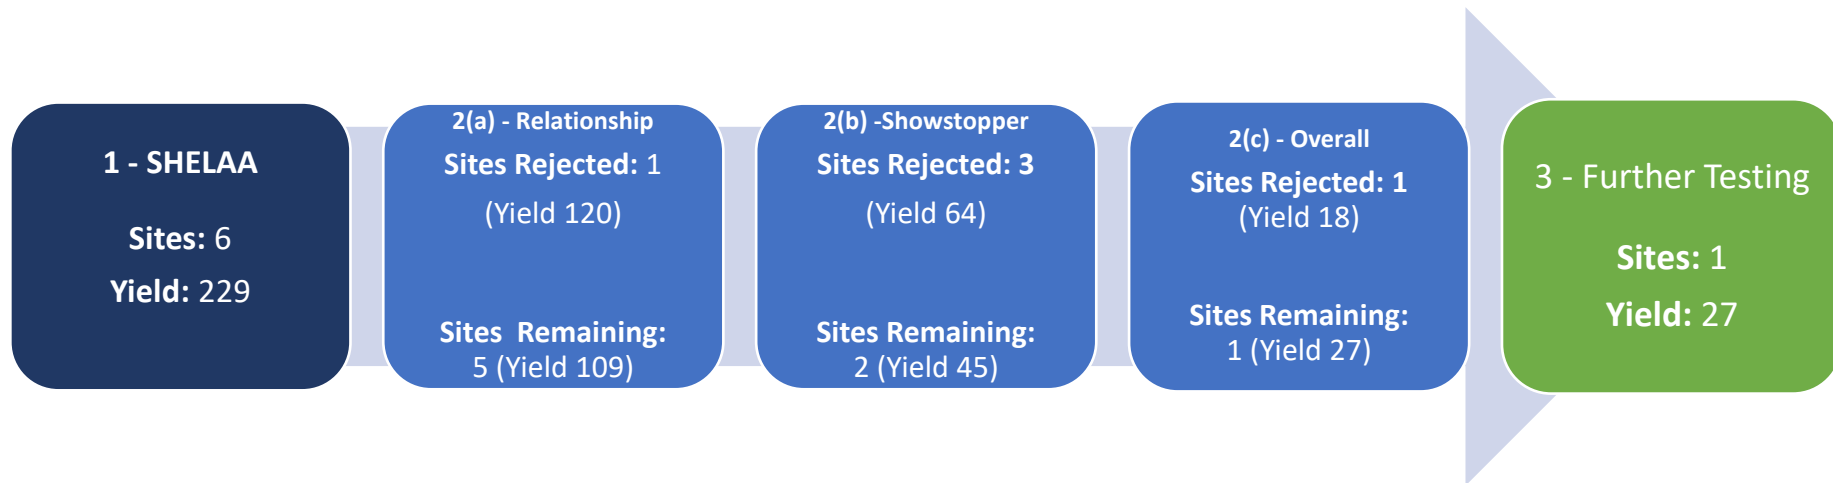 1 - SHELAA
Sites: 6
Yield: 229
2(a) - Relationship
Sites Rejected: 1
(Yield 120)
Sites Remaining:
5 (Yield 109)
2(b) -Showstopper
Sites Rejected: 3
(Yield 64)
Sites Remaining:
2 (Yield 45)
2(c) - Overall
Sites Rejected: 1
(Yield 18)
Sites Remaining:
1 (Yield 27)
3 - Further Testing
Sites: 1
Yield: 27